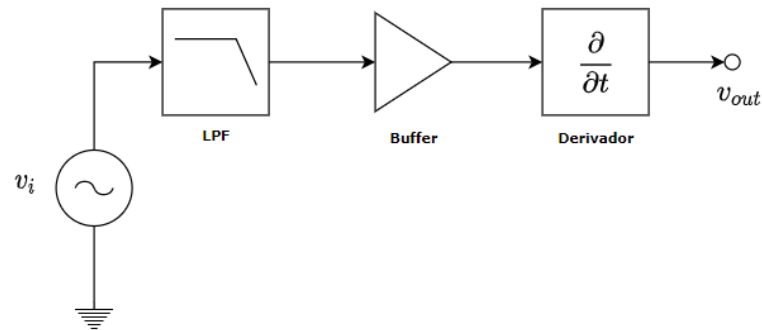 ∂
∂t
v_out
LPF
Buffer
Derivador
v_i